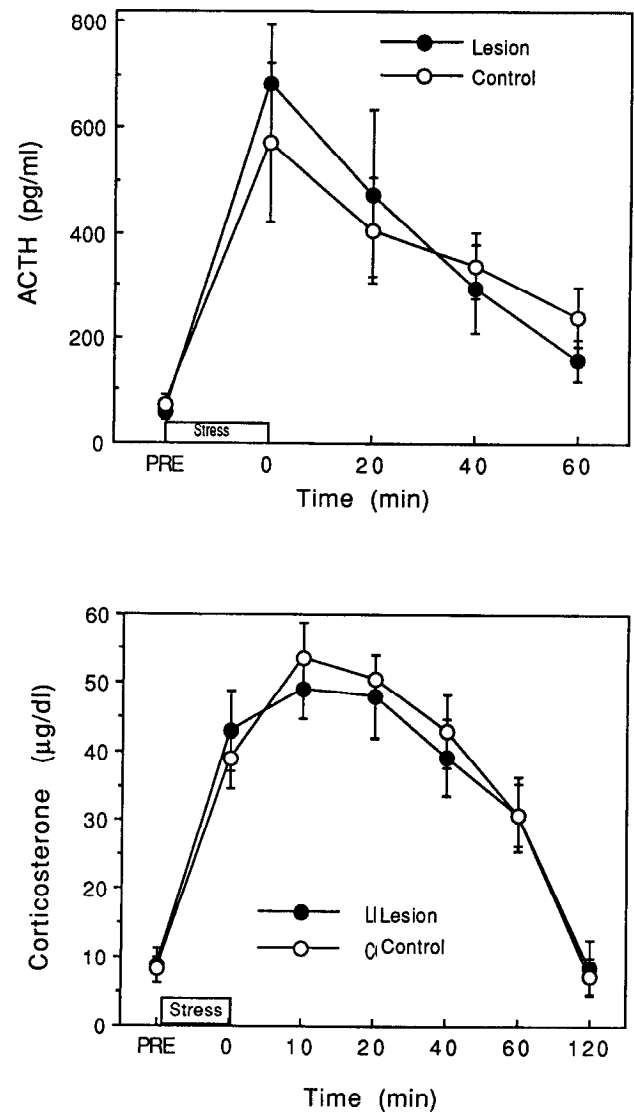 800
600
400
200
0
ACTH (pg/ml)
Lesion
Control
Stress
PRE 0 20 40 60
Time (min)
60
50
40
30
20
10
0
Corticosterone (µg/dl)
Lesion
Control
Stress
PRE 0 10 20 40 60 120
Time (min)